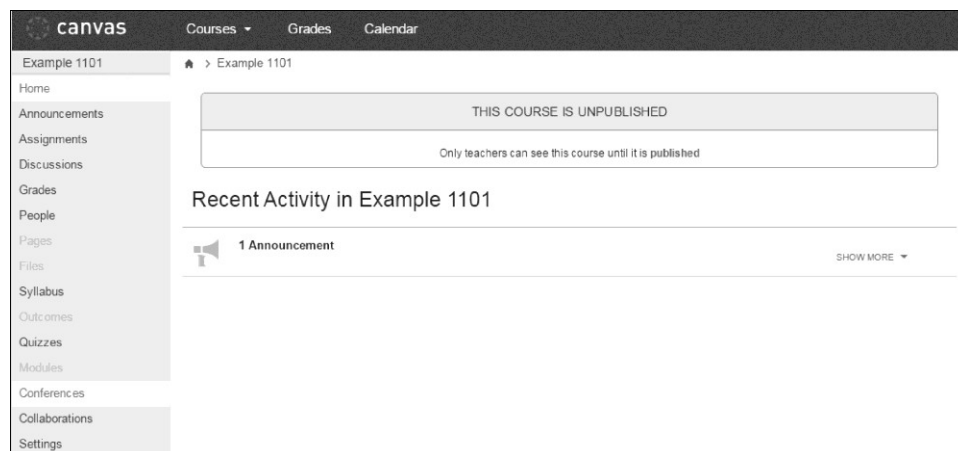 canvas Courses Grades Calendar
Example 1101
> Example 1101
Home
Announcements
Assignments
Discussions
Grades
People
Pages
Files
Syllabus
Outcomes
Quizzes
Modules
Conferences
Collaborations
Settings
THIS COURSE IS UNPUBLISHED
Only teachers can see this course until it is published
Recent Activity in Example 1101
1 Announcement
SHOW MORE